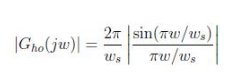 |G_{ho}(jw)| = \frac{2\pi}{w_s} \left| \frac{\sin(\pi w/w_s)}{\pi w/w_s} \right|